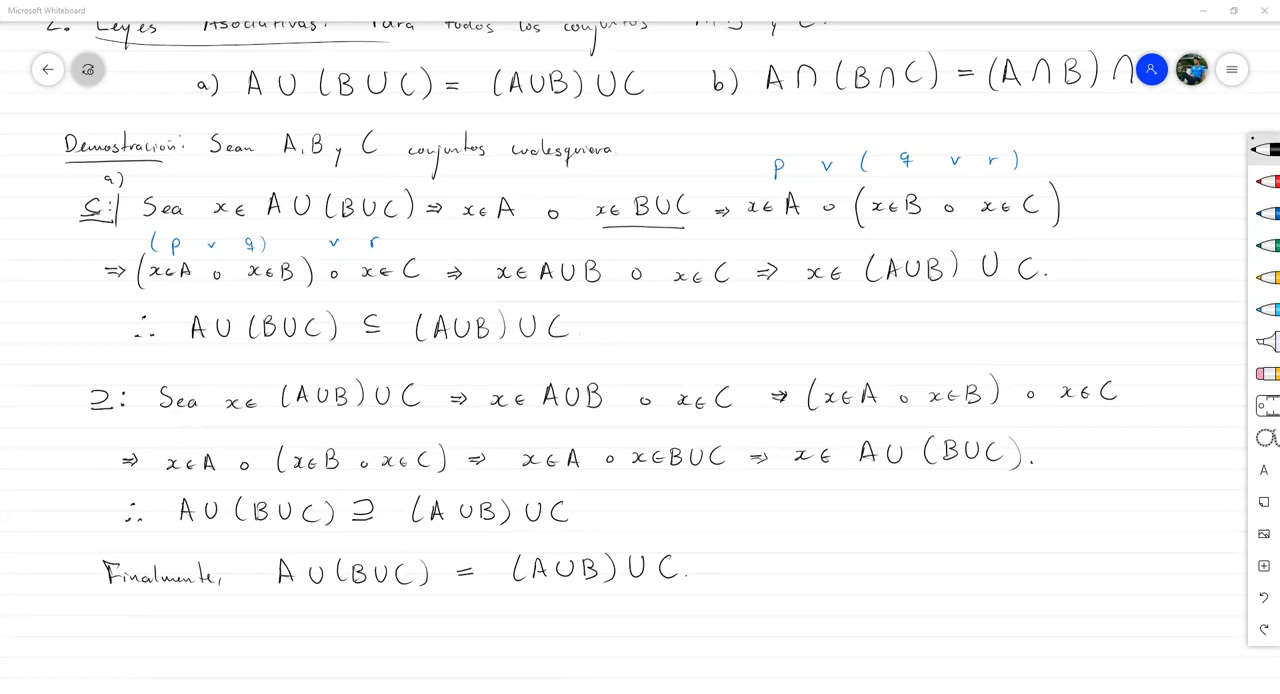 Microsoft Whiteboard
2. Leyes Asociativas: Para todos los conjuntos A, B y C.
a) A ∪ (B ∪ C) = (A∪B) ∪ C b) A ∩ (B ∩ C) = (A ∩ B) ∩
Demostración: Sean A, B y C conjuntos cualesquiera.
p v ( q v r )
a)
⊆:| Sea x ∈ A ∪ (B∪C) ⇒ x∈A o x∈ B∪C ⇒ x∈A o (x∈B o x∈C)
( p v q ) v r
⇒ (x∈A o x∈B) o x∈C ⇒ x∈A∪B o x∈C ⇒ x∈ (A∪B) ∪ C.
∴ A∪(B∪C) ⊆ (A∪B)∪C.
⊇: Sea x∈ (A∪B)∪C ⇒ x∈A∪B o x∈C ⇒ (x∈A o x∈B) o x∈C
⇒ x∈A o (x∈B o x∈C) ⇒ x∈A o x∈B∪C ⇒ x∈ A∪(B∪C).
∴ A∪(B∪C) ⊇ (A∪B)∪C
Finalmente, A∪(B∪C) = (A∪B)∪C.
A